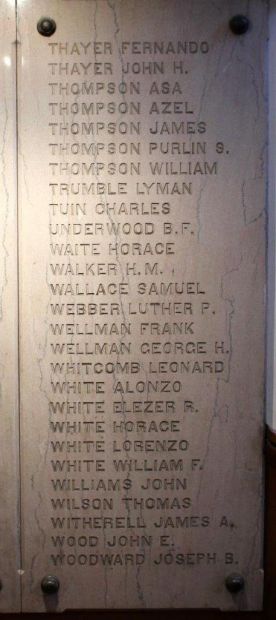 THAYER FERNANDO
THAYER JOHN H.
THOMPSON ASA
THOMPSON AZEL
THOMPSON JAMES
THOMPSON PURLIN S.
THOMPSON WILLIAM
TRUMBLE LYMAN
TUIN CHARLES
UNDERWOOD B.F.
WAITE HORACE
WALKER H.M.
WALLACE SAMUEL
WEBBER LUTHER P.
WELLMAN FRANK
WELLMAN GEORGE H.
WHITCOMB LEONARD
WHITE ALONZO
WHITE ELEZER R.
WHITE HORACE
WHITE LORENZO
WHITE WILLIAM F.
WILLIAMS JOHN
WILSON THOMAS
WITHERELL JAMES A.
WOOD JOHN E.
WOODWARD JOSEPH B.